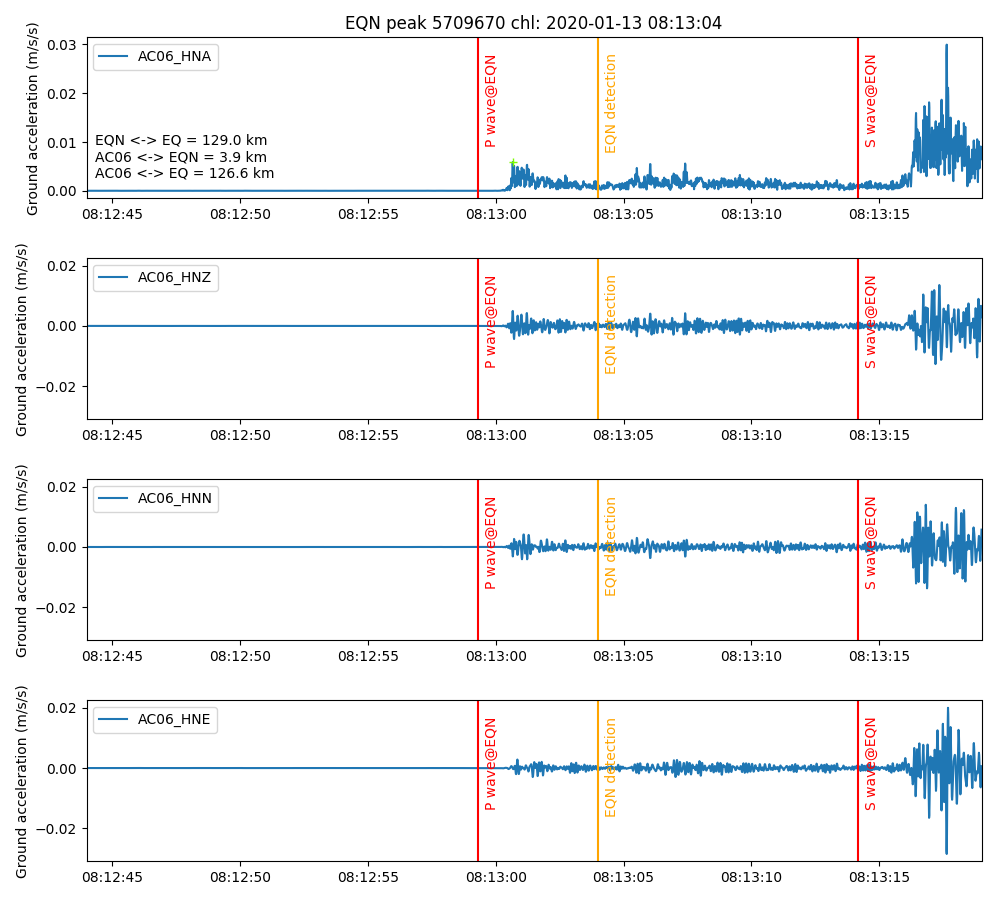 EQN peak 5709670 chl: 2020-01-13 08:13:04
Ground acceleration (m/s/s)
0.03
0.02
0.01
0.00
AC06_HNA
EQN <-> EQ = 129.0 km
AC06 <-> EQN = 3.9 km
AC06 <-> EQ = 126.6 km
P wave@EQN
EQN detection
S wave@EQN
08:12:45 08:12:50 08:12:55 08:13:00 08:13:05 08:13:10 08:13:15
Ground acceleration (m/s/s)
0.02
0.00
−0.02
AC06_HNZ
P wave@EQN
EQN detection
S wave@EQN
08:12:45 08:12:50 08:12:55 08:13:00 08:13:05 08:13:10 08:13:15
Ground acceleration (m/s/s)
0.02
0.00
−0.02
AC06_HNN
P wave@EQN
EQN detection
S wave@EQN
08:12:45 08:12:50 08:12:55 08:13:00 08:13:05 08:13:10 08:13:15
Ground acceleration (m/s/s)
0.02
0.00
−0.02
AC06_HNE
P wave@EQN
EQN detection
S wave@EQN
08:12:45 08:12:50 08:12:55 08:13:00 08:13:05 08:13:10 08:13:15